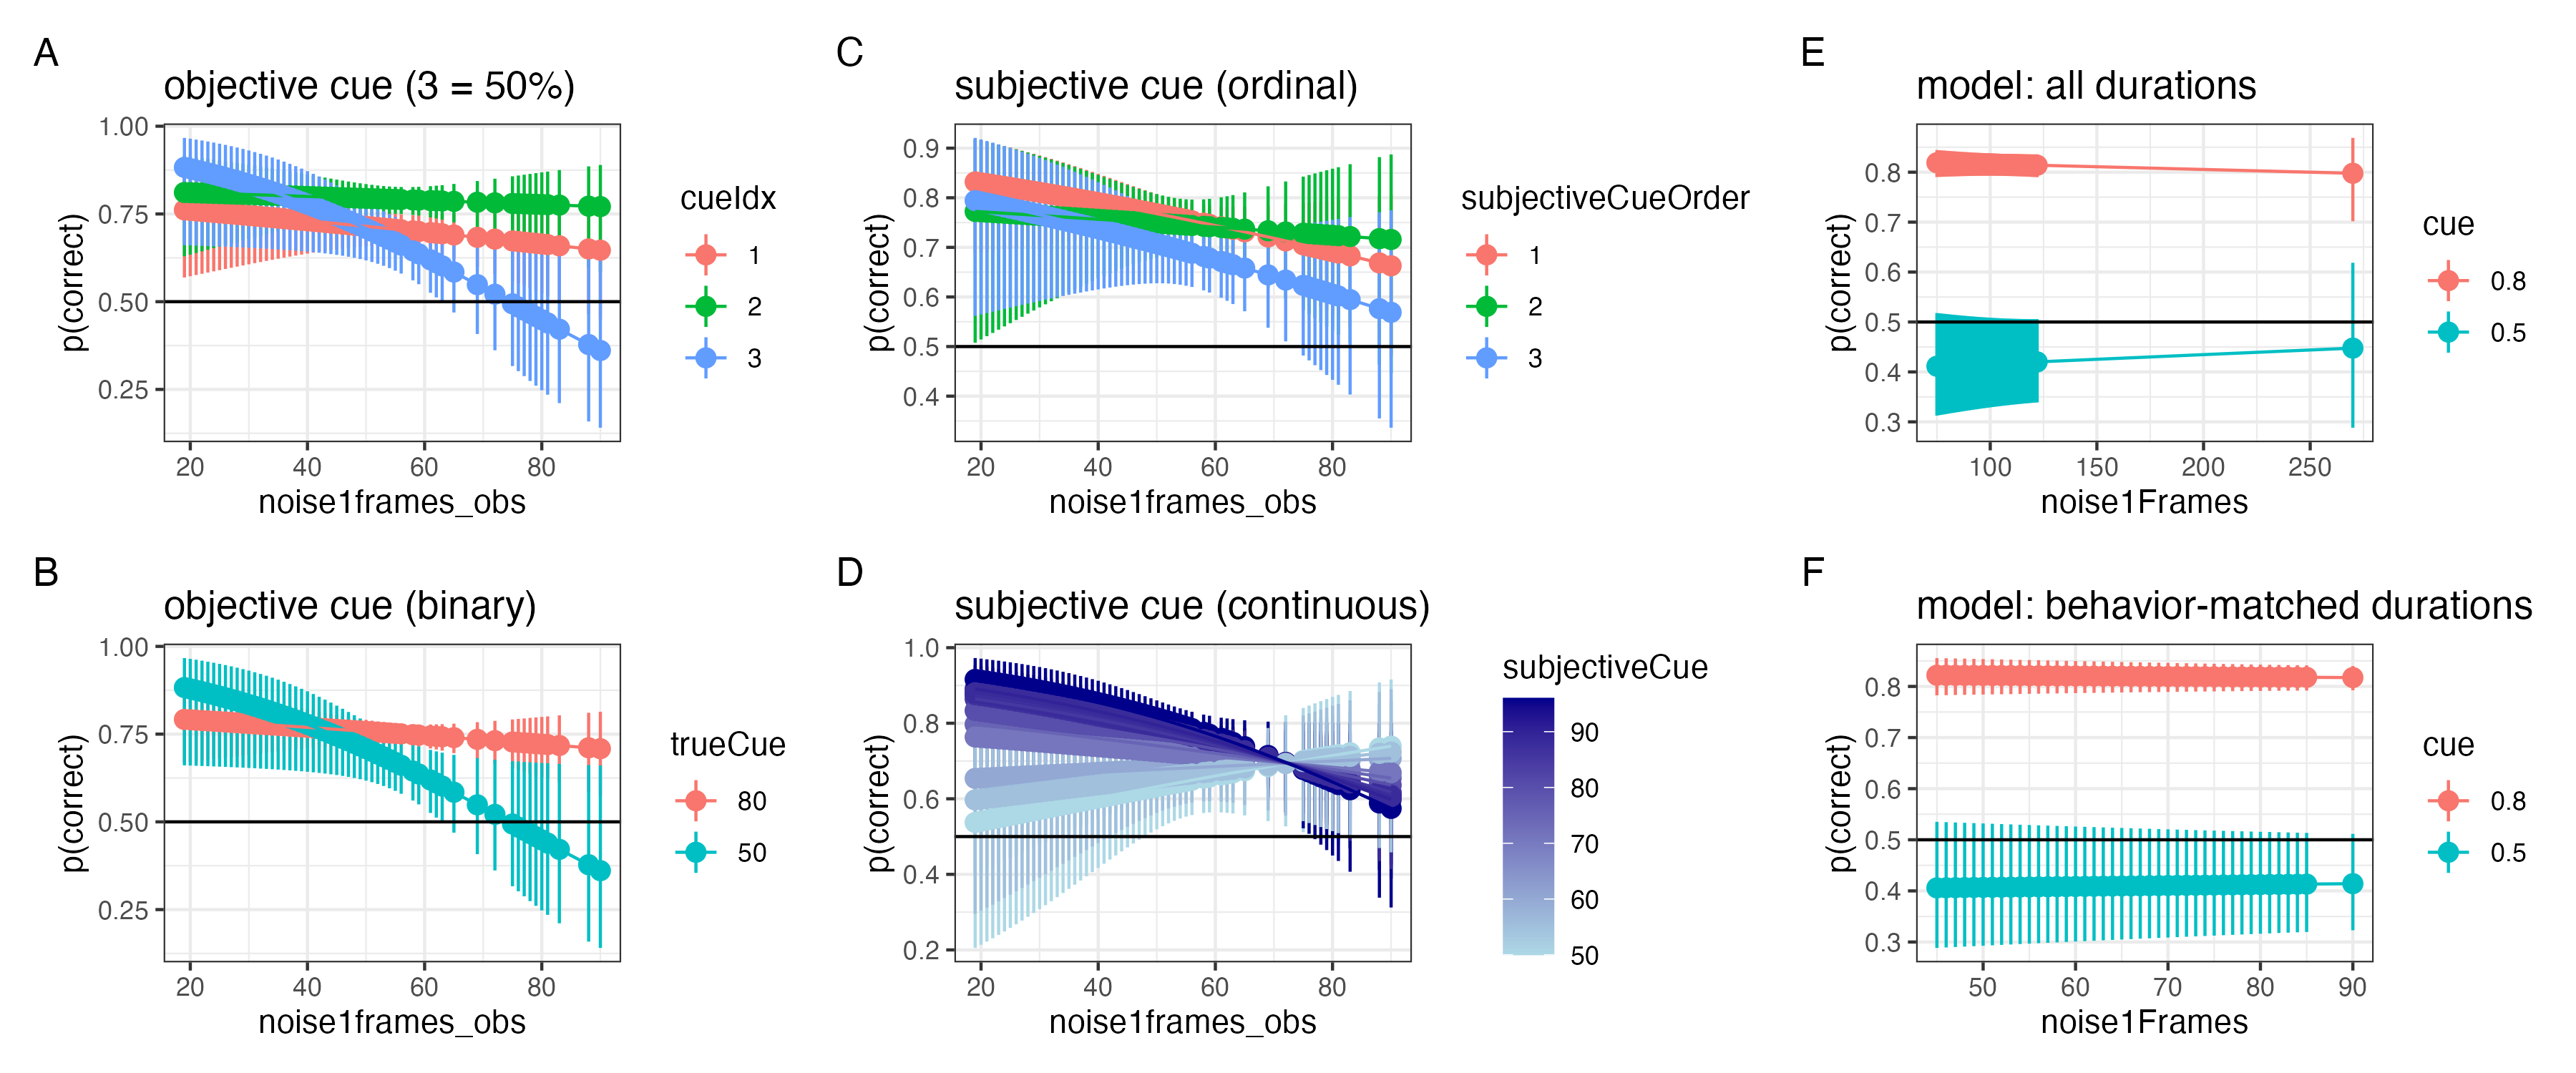 A
objective cue (3 = 50%)
p(correct)
1.00
0.75
0.50
0.25
20 40 60 80
noise1frames_obs
cueIdx
1
2
3
B
objective cue (binary)
p(correct)
1.00
0.75
0.50
0.25
20 40 60 80
noise1frames_obs
trueCue
80
50
C
subjective cue (ordinal)
p(correct)
0.9
0.8
0.7
0.6
0.5
0.4
20 40 60 80
noise1frames_obs
subjectiveCueOrder
1
2
3
D
subjective cue (continuous)
p(correct)
1.0
0.8
0.6
0.4
0.2
20 40 60 80
noise1frames_obs
subjectiveCue
90
80
70
60
50
E
model: all durations
p(correct)
0.8
0.7
0.6
0.5
0.4
0.3
100 150 200 250
noise1Frames
cue
0.8
0.5
F
model: behavior-matched durations
p(correct)
0.8
0.7
0.6
0.5
0.4
0.3
50 60 70 80 90
noise1Frames
cue
0.8
0.5